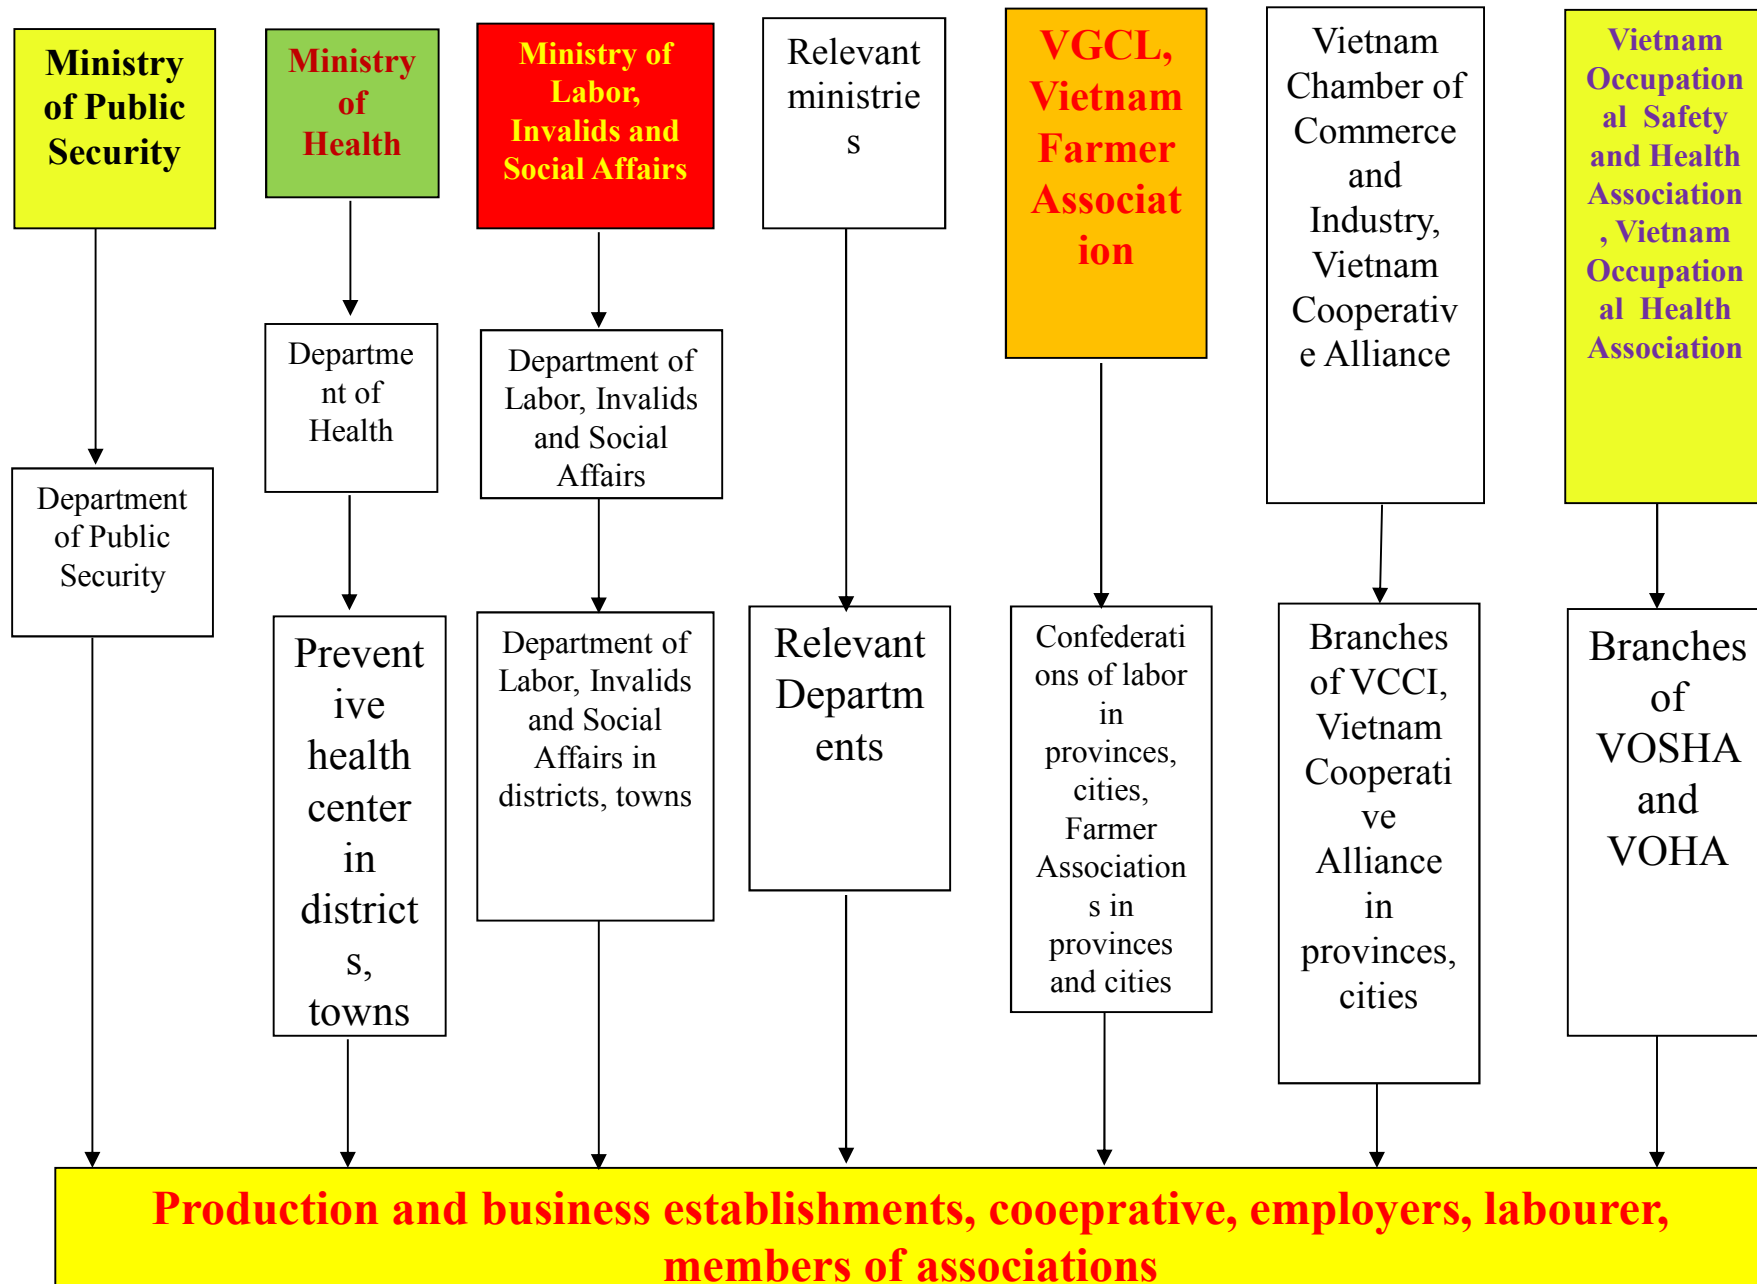 Ministry
of Public
Security
Ministry
of
Health
Ministry of
Labor,
Invalids and
Social Affairs
Relevant
ministrie
s
VGCL,
Vietnam
Farmer
Associat
ion
Vietnam
Chamber of
Commerce
and
Industry,
Vietnam
Cooperativ
e Alliance
Vietnam
Occupation
al Safety
and Health
Association
, Vietnam
Occupation
al Health
Association
Department
of Public
Security
Departme
nt of
Health
Department of
Labor, Invalids
and Social
Affairs
Prevent
ive
health
center
in
district
s,
towns
Department of
Labor, Invalids
and Social
Affairs in
districts, towns
Relevant
Departm
ents
Confederati
ons of labor
in
provinces,
cities,
Farmer
Association
s in
provinces
and cities
Branches
of VCCI,
Vietnam
Cooperati
ve
Alliance
in
provinces,
cities
Branches
of
VOSHA
and
VOHA
Production and business establishments, cooeprative, employers, labourer,
members of associations